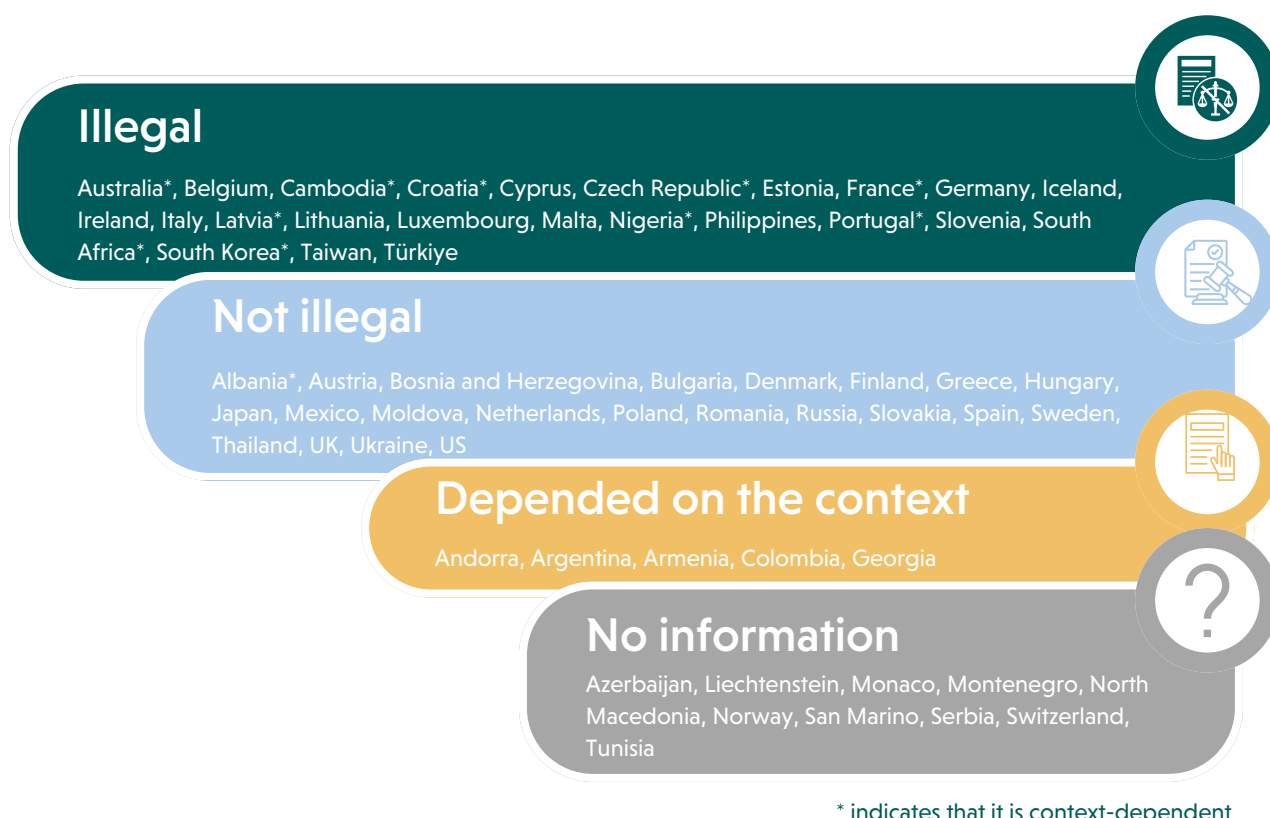 Illegal
Australia*, Belgium, Cambodia*, Croatia*, Cyprus, Czech Republic*, Estonia, France*, Germany, Iceland,
Ireland, Italy, Latvia*, Lithuania, Luxembourg, Malta, Nigeria*, Philippines, Portugal*, Slovenia, South
Africa*, South Korea*, Taiwan, Türkiye
Not illegal
Albania*, Austria, Bosnia and Herzegovina, Bulgaria, Denmark, Finland, Greece, Hungary,
Japan, Mexico, Moldova, Netherlands, Poland, Romania, Russia, Slovakia, Spain, Sweden,
Thailand, UK, Ukraine, US
Depended on the context
Andorra, Argentina, Armenia, Colombia, Georgia
?
No information
Azerbaijan, Liechtenstein, Monaco, Montenegro, North
Macedonia, Norway, San Marino, Serbia, Switzerland,
Tunisia
* indicates that it is context-dependent